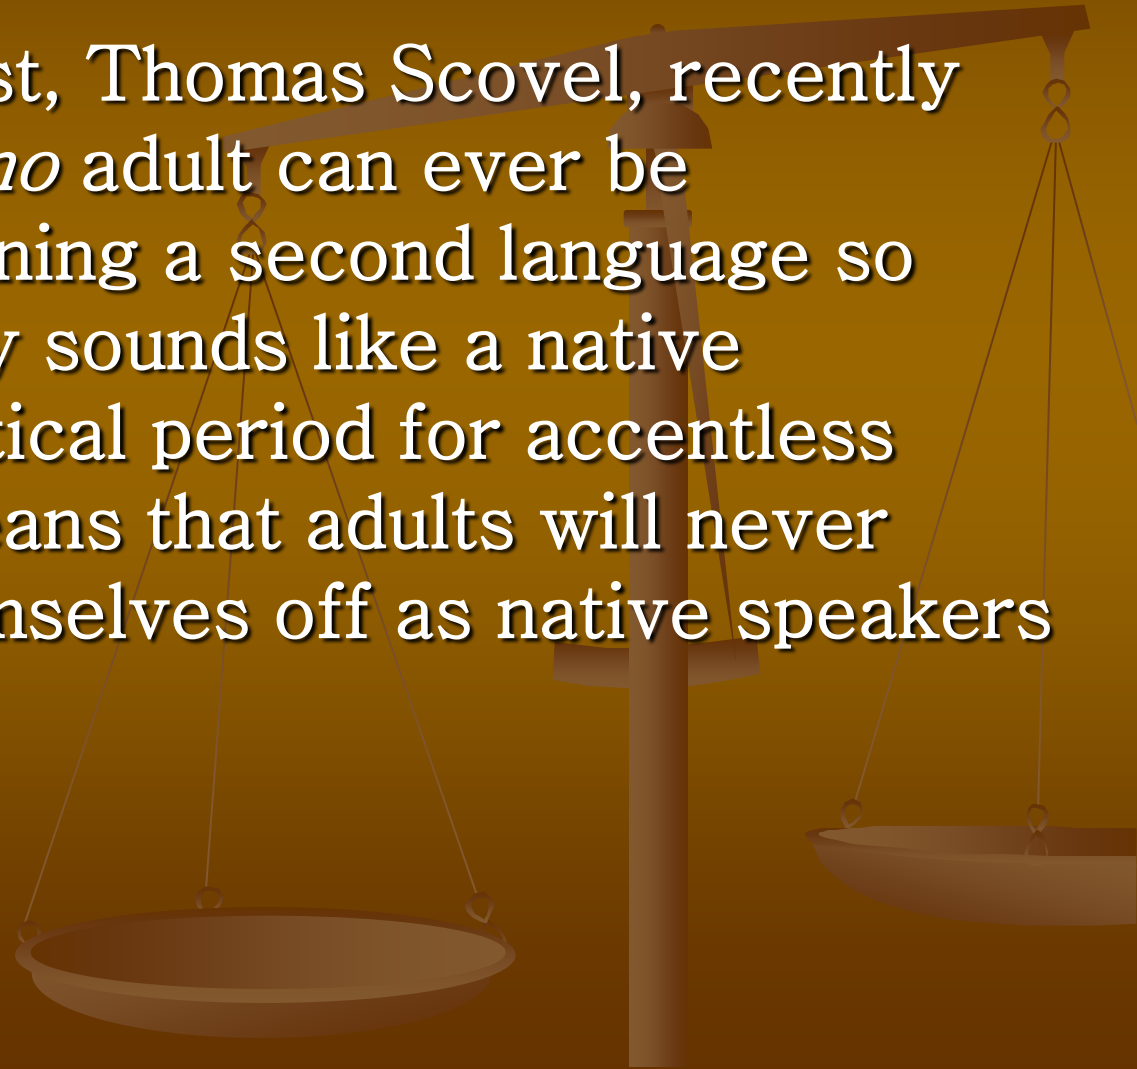 st, Thomas Scovel, recently
no adult can ever be
ning a second language so
y sounds like a native
tical period for accentless
eans that adults will never
nselves off as native speakers